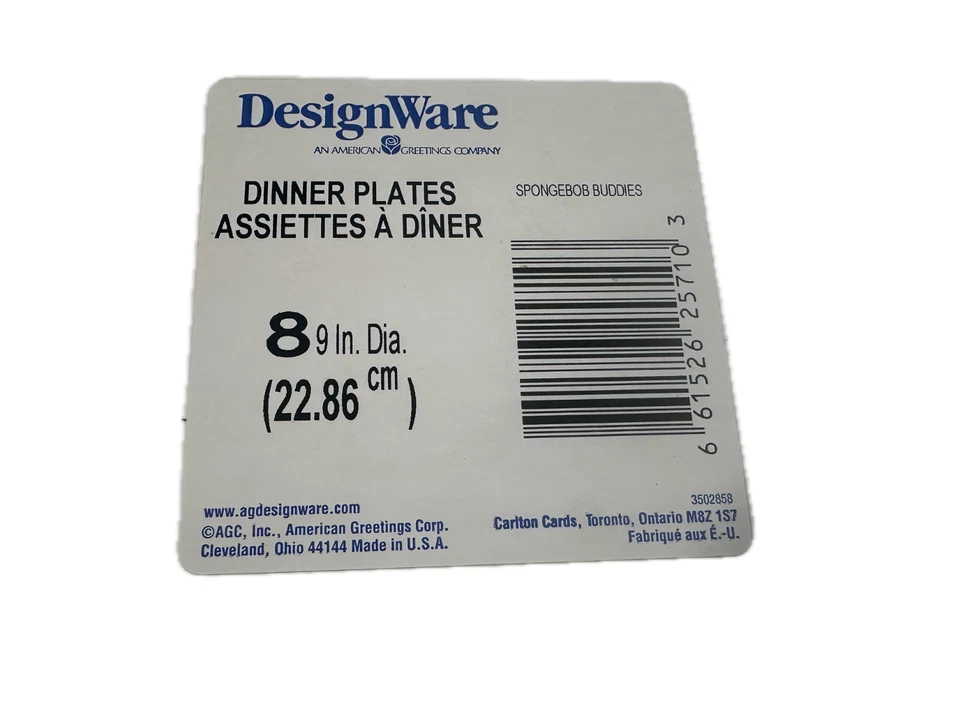 DesignWare
AN AMERICAN GREETINGS COMPANY
DINNER PLATES
ASSIETTES À DÎNER
SPONGEBOB BUDDIES
8 9 In. Dia.
(22.86 cm)
6 61526 25710 3
www.agdesignware.com
©AGC, Inc., American Greetings Corp.
Cleveland, Ohio 44144 Made in U.S.A.
3502858
Carlton Cards, Toronto, Ontario M8Z 1S7
Fabriqué aux É.-U.